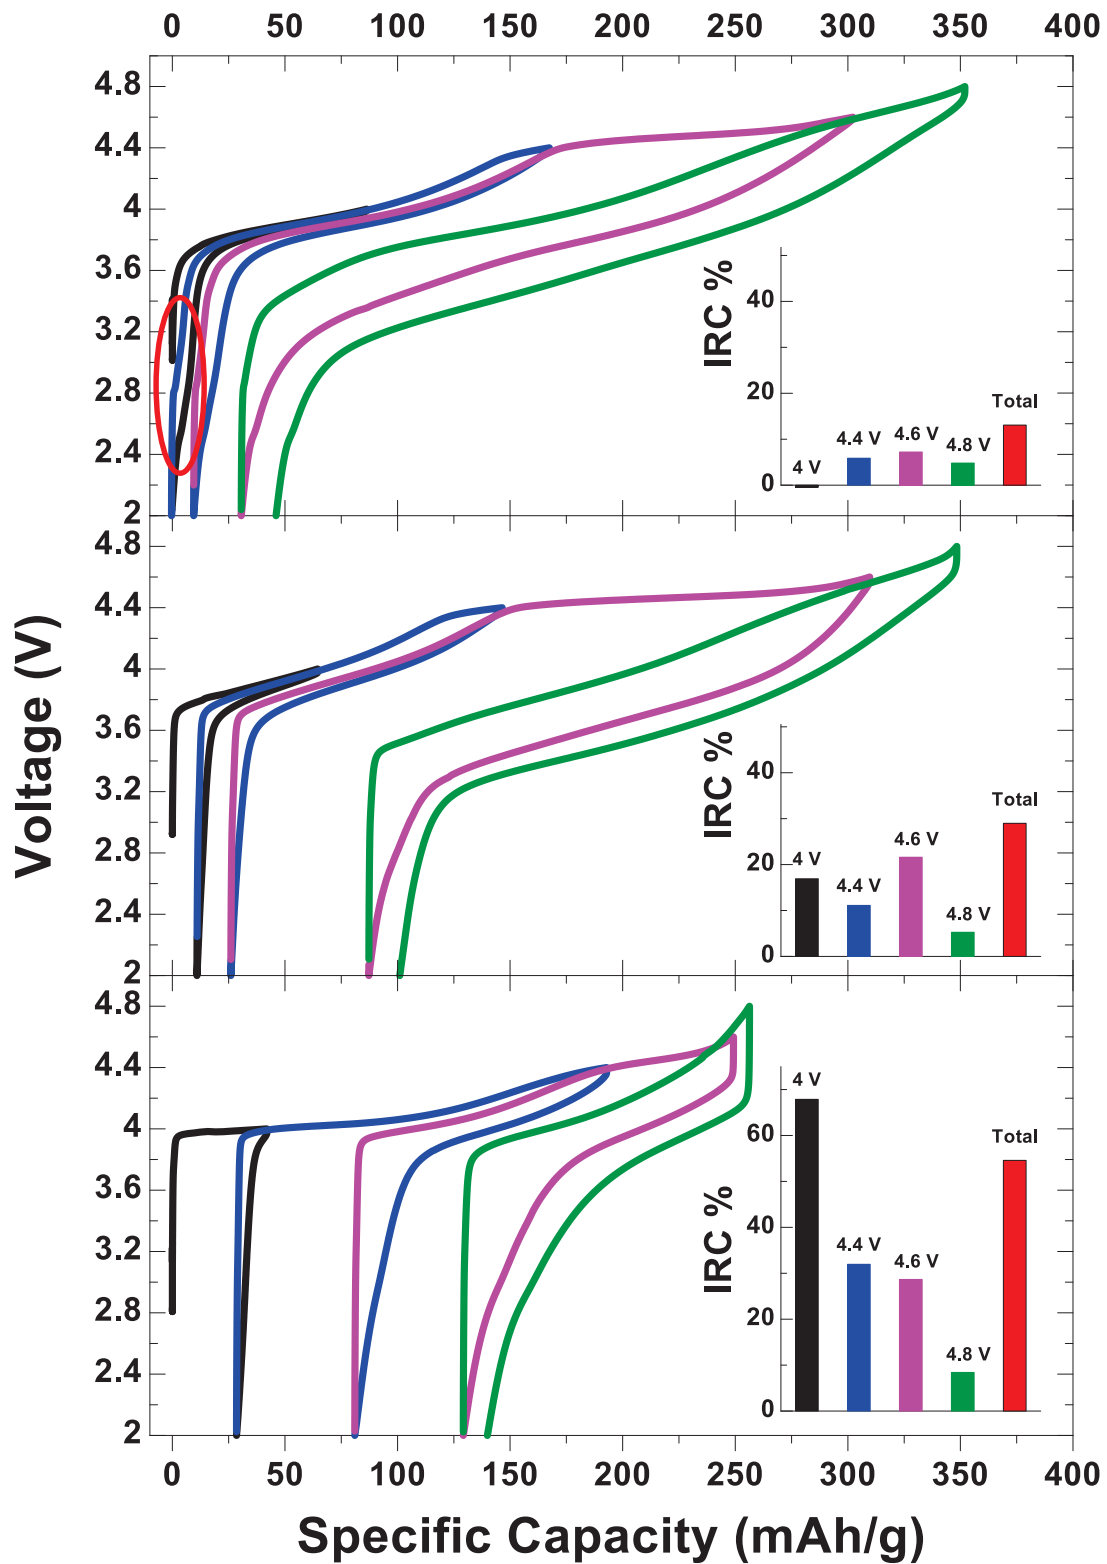 0 50 100 150 200 250 300 350 400
4.8
4.4
4
3.6
3.2
2.8
2.4
2
IRC %
40
20
0
4 V
4.4 V
4.6 V
4.8 V
Total
4.8
4.4
4
3.6
3.2
2.8
2.4
2
Voltage (V)
IRC %
40
20
0
4 V
4.4 V
4.6 V
4.8 V
Total
4.8
4.4
4
3.6
3.2
2.8
2.4
2
IRC %
60
40
20
0
4 V
4.4 V
4.6 V
4.8 V
Total
0 50 100 150 200 250 300 350 400
Specific Capacity (mAh/g)